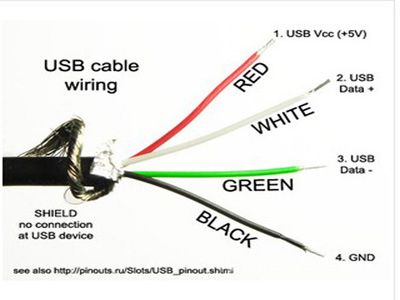 1. USB Vcc (+5V)
USB cable
wiring
RED
2. USB
Data +
WHITE
3. USB
Data -
GREEN
SHIELD
no connection
at USB device
BLACK
4. GND
see also http://pinouts.ru/Slots/USB_pinout.shtml